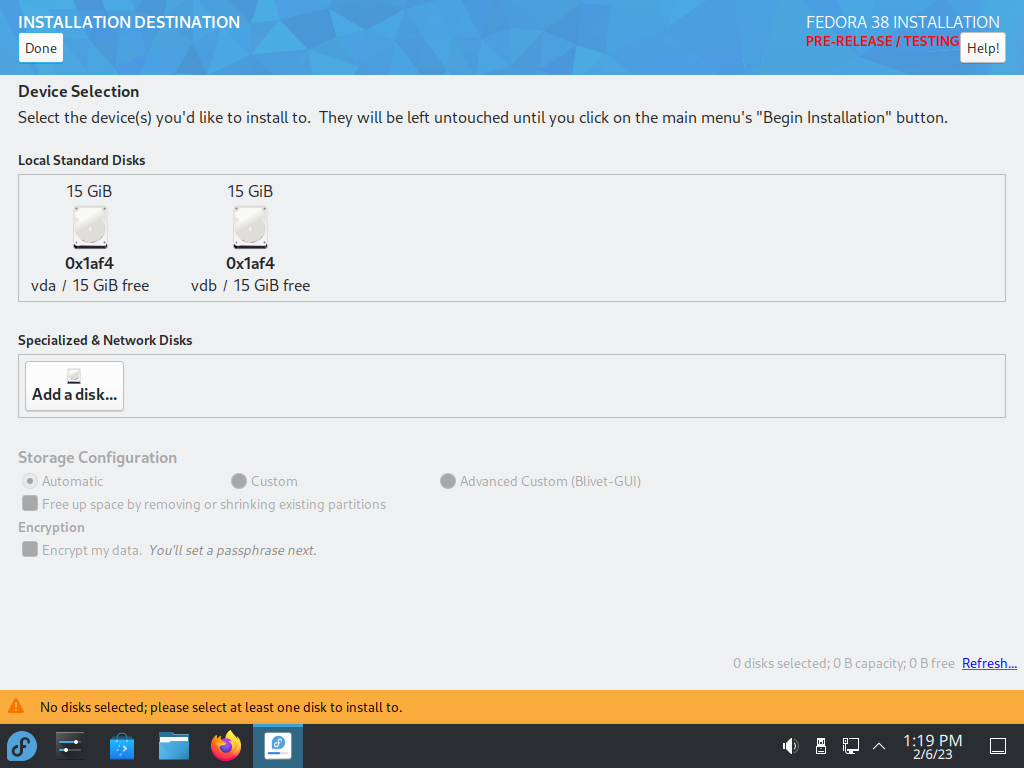 INSTALLATION DESTINATION
Done
FEDORA 38 INSTALLATION
PRE-RELEASE / TESTING
Help!
Device Selection
Select the device(s) you'd like to install to.  They will be left untouched until you click on the main menu's "Begin Installation" button.
Local Standard Disks
15 GiB
0x1af4
vda / 15 GiB free
15 GiB
0x1af4
vdb / 15 GiB free
Specialized & Network Disks
Add a disk...
Storage Configuration
Automatic
Custom
Advanced Custom (Blivet-GUI)
Free up space by removing or shrinking existing partitions
Encryption
Encrypt my data. You'll set a passphrase next.
0 disks selected; 0 B capacity; 0 B free Refresh...
No disks selected; please select at least one disk to install to.
1:19 PM
2/6/23